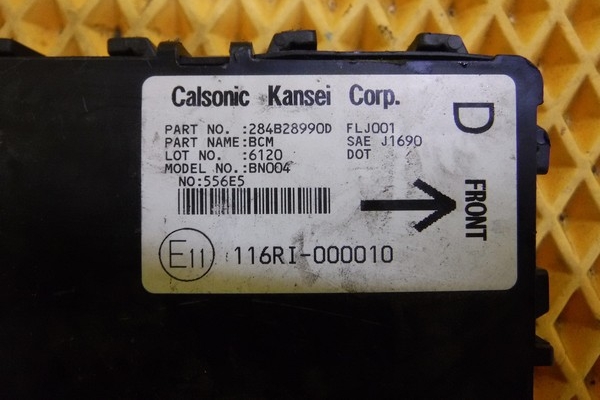 Calsonic Kansei Corp.
D
PART NO. :284B28990D FLJ001
PART NAME:BCM SAE J1690
LOT NO. :6120 DOT
MODEL NO.:BN004
NO:556E5
FRONT
E11 116RI-000010